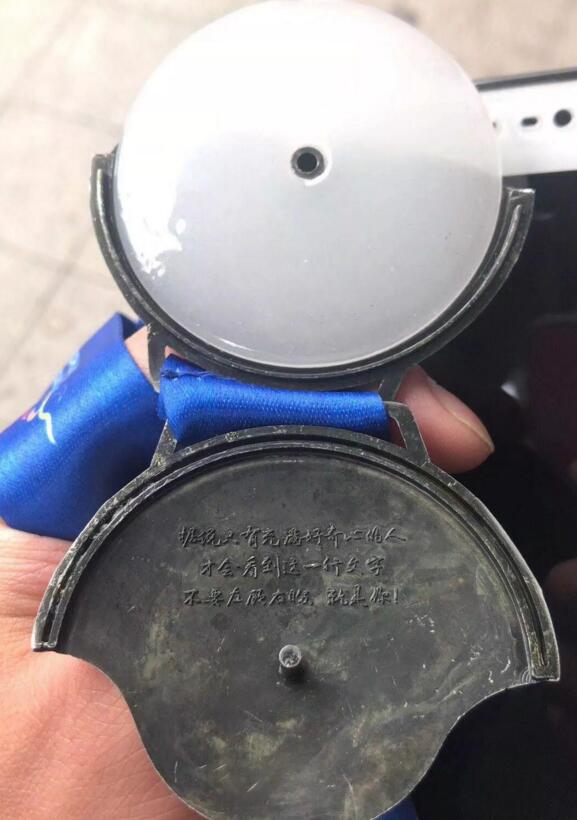 据说只有充满好奇心的人
才会看到这一行文字
不要左顾右盼，就是你！